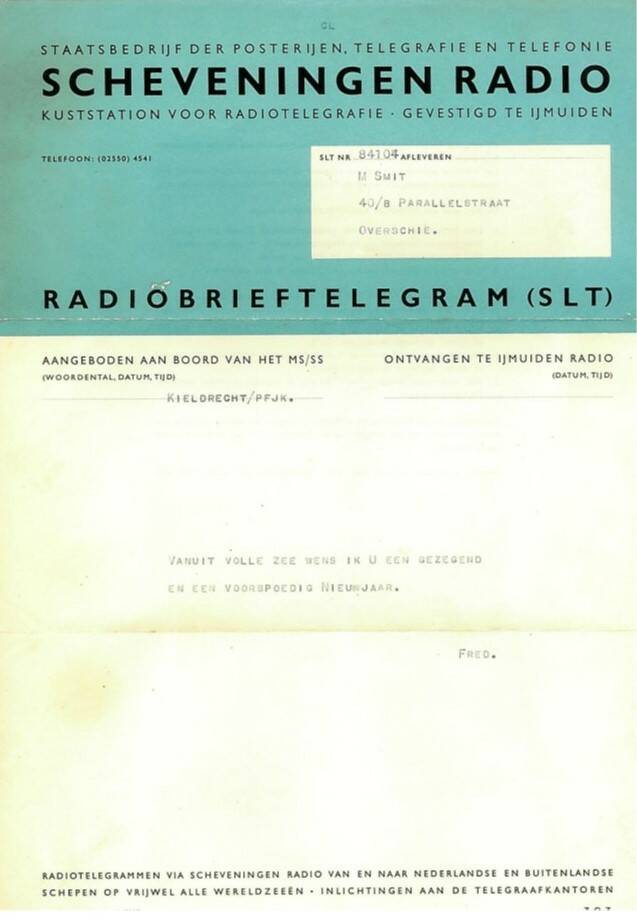 CL
STAATSBEDRIJF DER POSTERIJEN, TELEGRAFIE EN TELEFONIE
SCHEVENINGEN RADIO
KUSTSTATION VOOR RADIOTELEGRAFIE · GEVESTIGD TE IJMUIDEN
TELEFOON: (02550) 4541
SLT NR 84104 AFLEVEREN
M SMIT
40/B PARALLELSTRAAT
OVERSCHIE.
RADIOBRIEFTELEGRAM (SLT)
AANGEBODEN AAN BOORD VAN HET MS/SS
(WOORDENTAL, DATUM, TIJD)
ONTVANGEN TE IJMUIDEN RADIO
(DATUM, TIJD)
KIELDRECHT/PFJK.
VANUIT VOLLE ZEE WENS IK U EEN GEZEGEND
EN EEN VOORSPOEDIG NIEUWJAAR.
FRED.
RADIOTELEGRAMMEN VIA SCHEVENINGEN RADIO VAN EN NAAR NEDERLANDSE EN BUITENLANDSE
SCHEPEN OP VRIJWEL ALLE WERELDZEEËN · INLICHTINGEN AAN DE TELEGRAAFKANTOREN